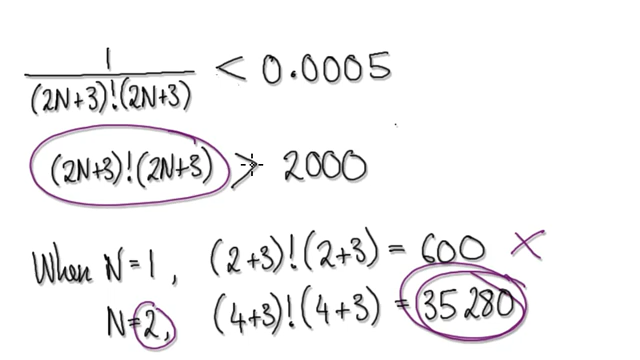 1/((2N+3)!(2N+3)) < 0.0005
(2N+3)!(2N+3) > 2000
When N=1, (2+3)!(2+3) = 600 ×
N=2, (4+3)!(4+3) = 35280